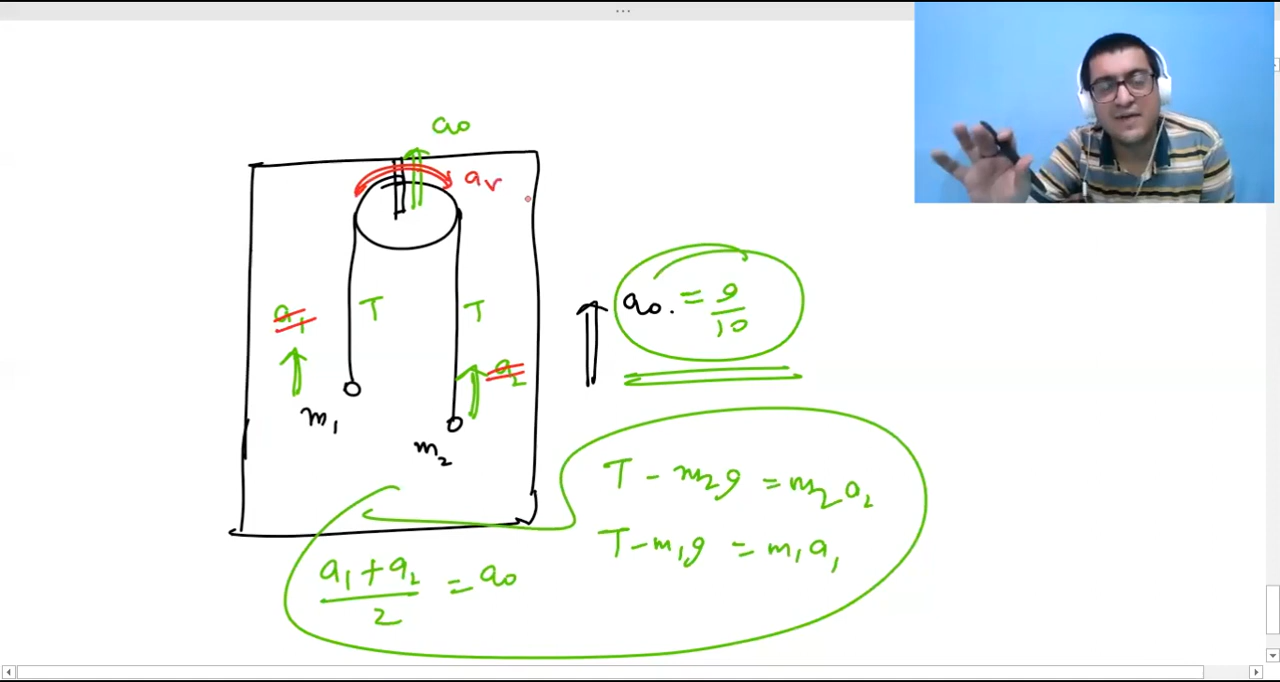 a₀
aᵣ
a₁ T T a₀. = g/10
a₂
m₁
m₂
T - m₂g = m₂a₂
T - m₁g = m₁a₁
(a₁ + a₂)/2 = a₀